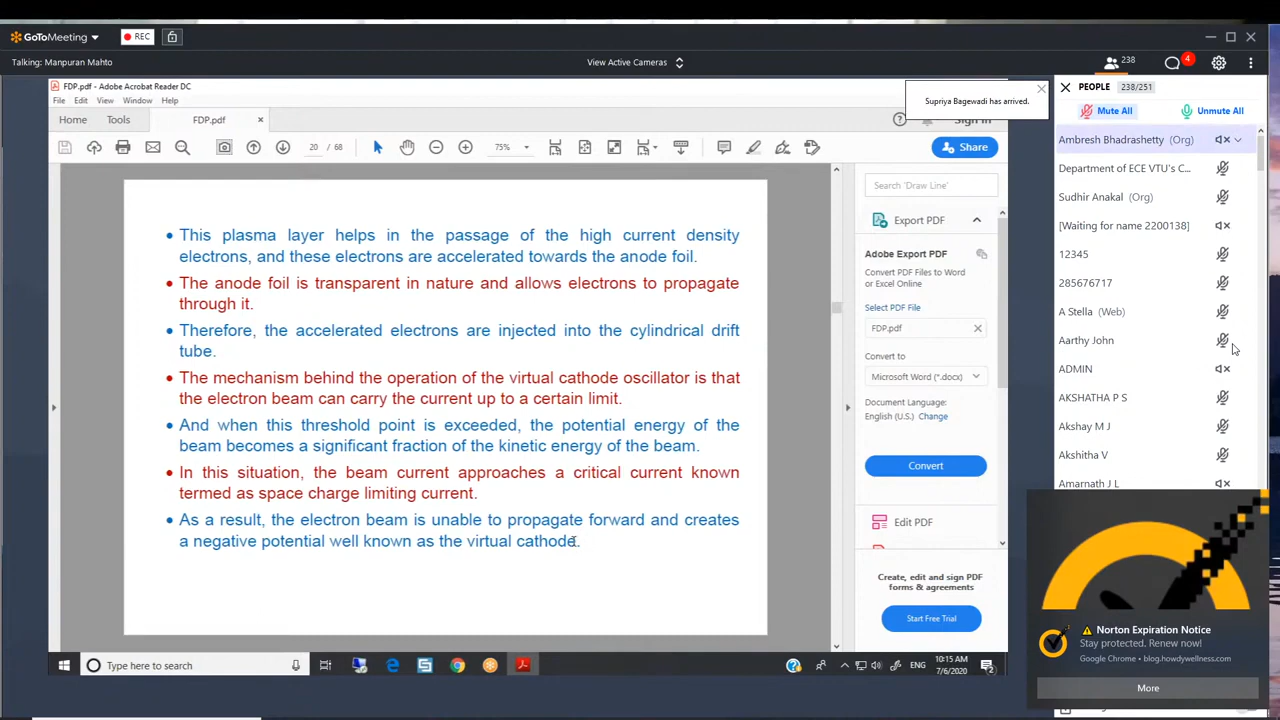 GoToMeeting
REC
Talking: Manpuran Mahto
View Active Cameras
238
4
FDP.pdf - Adobe Acrobat Reader DC
File Edit View Window Help
Home Tools FDP.pdf
Supriya Bagewadi has arrived.
20 / 68
75%
Share
• This plasma layer helps in the passage of the high current density
electrons, and these electrons are accelerated towards the anode foil.
• The anode foil is transparent in nature and allows electrons to propagate
through it.
• Therefore, the accelerated electrons are injected into the cylindrical drift
tube.
• The mechanism behind the operation of the virtual cathode oscillator is that
the electron beam can carry the current up to a certain limit.
• And when this threshold point is exceeded, the potential energy of the
beam becomes a significant fraction of the kinetic energy of the beam.
• In this situation, the beam current approaches a critical current known
termed as space charge limiting current.
• As a result, the electron beam is unable to propagate forward and creates
a negative potential well known as the virtual cathode.
Search 'Draw Line'
Export PDF
Adobe Export PDF
Convert PDF Files to Word
or Excel Online
Select PDF File
FDP.pdf
Convert to
Microsoft Word (*.docx)
Document Language:
English (U.S.) Change
Convert
Edit PDF
Create, edit and sign PDF
forms & agreements
Start Free Trial
Type here to search
ENG
10:15 AM
7/6/2020
2
PEOPLE 238/251
Mute All Unmute All
Ambresh Bhadrashetty (Org)
Department of ECE VTU's C...
Sudhir Anakal (Org)
[Waiting for name 2200138]
12345
285676717
A Stella (Web)
Aarthy John
ADMIN
AKSHATHA P S
Akshay M J
Akshitha V
Amarnath J L
Norton Expiration Notice
Stay protected. Renew now!
Google Chrome • blog.howdywellness.com
More